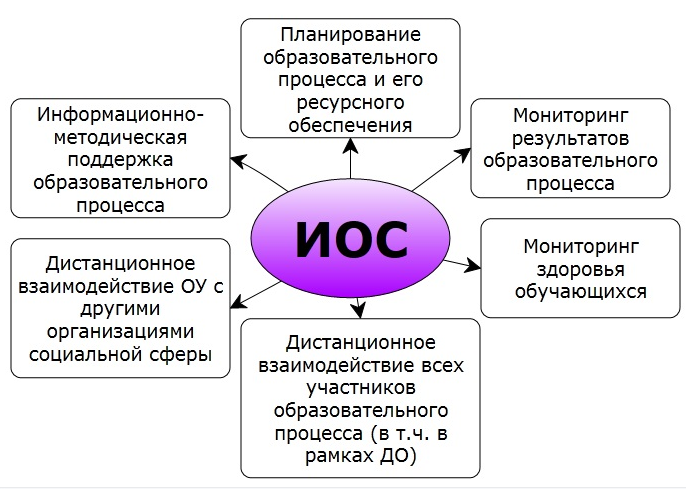 Планирование
образовательного
процесса и его
ресурсного
обеспечения
Информационно-
методическая
поддержка
образовательного
процесса
Мониторинг
результатов
образовательного
процесса
ИОС
Мониторинг
здоровья
обучающихся
Дистанционное
взаимодействие ОУ с
другими
организациями
социальной сферы
Дистанционное
взаимодействие всех
участников
образовательного
процесса (в т.ч. в
рамках ДО)